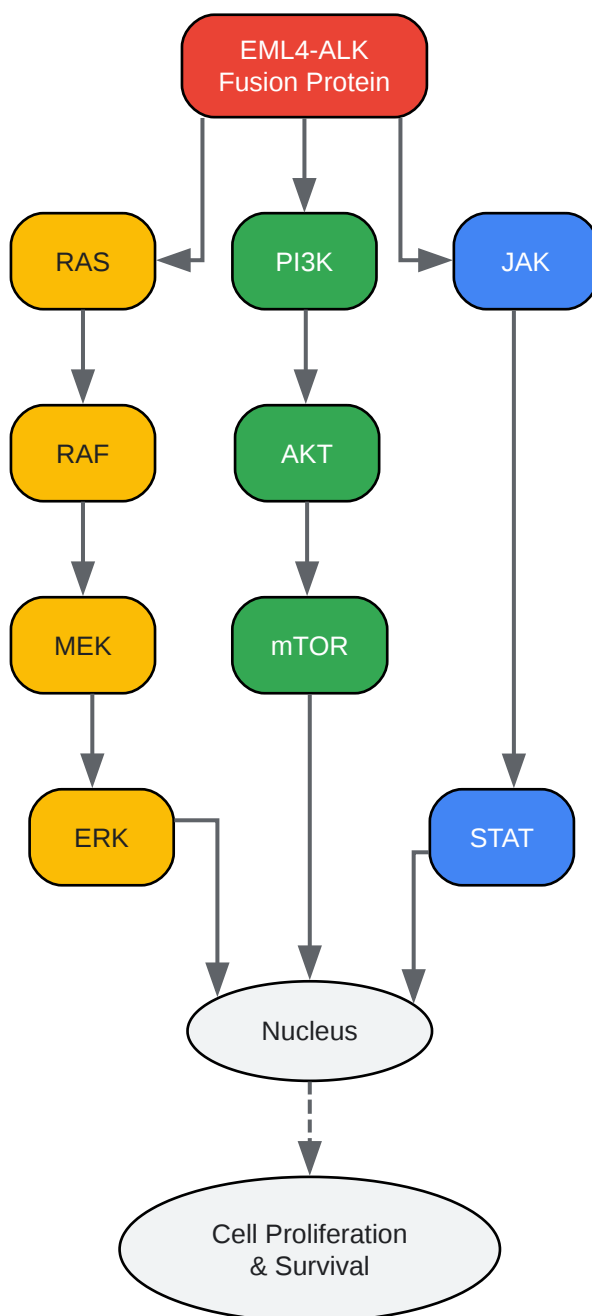 EML4-ALK
Fusion Protein
RAS
PI3K
JAK
RAF
AKT
MEK
mTOR
ERK
STAT
Nucleus
Cell Proliferation
& Survival